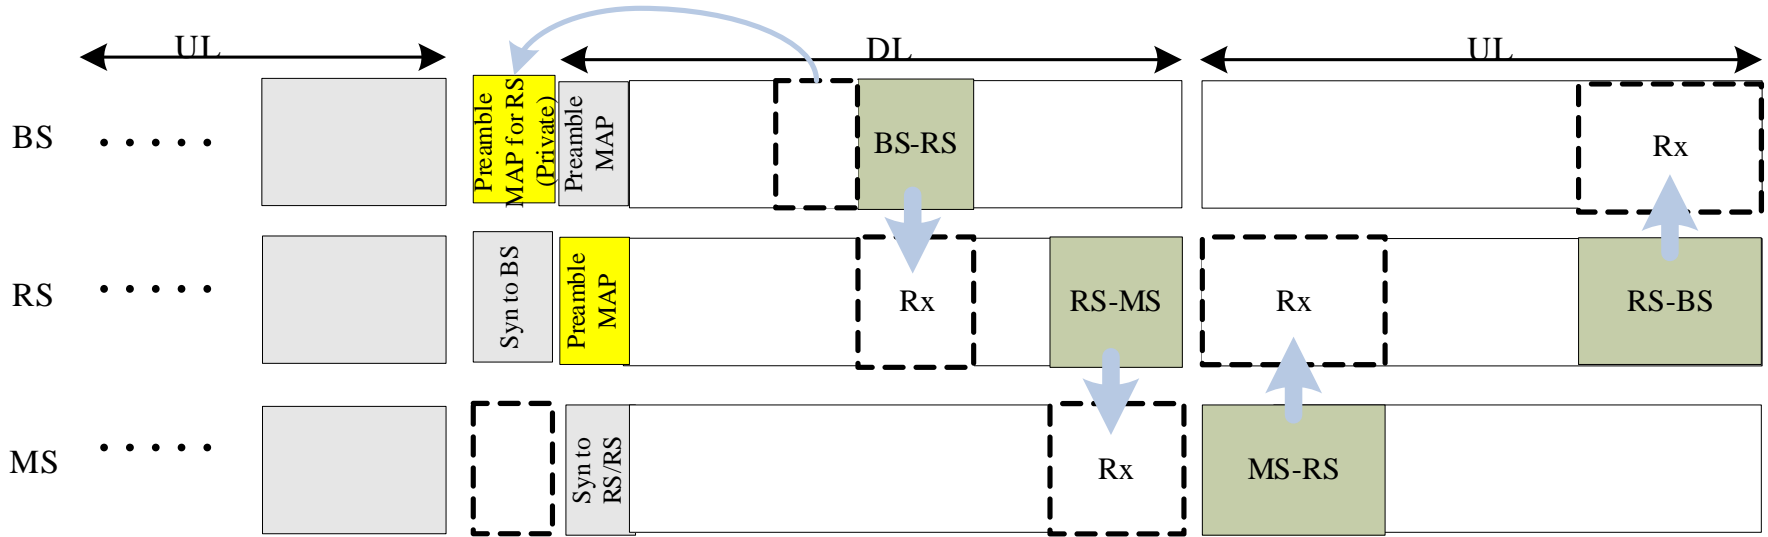 UL
DL
UL
BS
Preamble
MAP for RS
(Private)
Preamble
MAP
BS-RS
Rx
RS
Syn to BS
Preamble
MAP
Rx
RS-MS
Rx
RS-BS
MS
Syn to
RS/RS
Rx
MS-RS